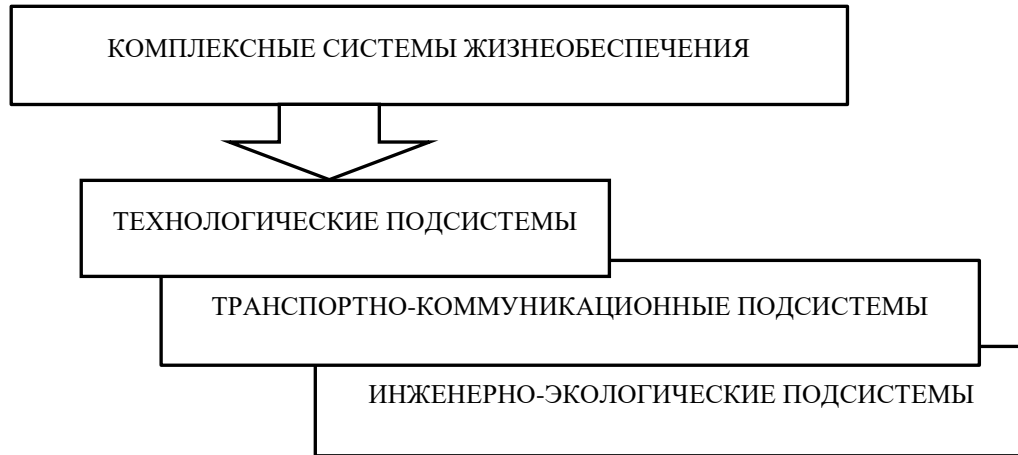 КОМПЛЕКСНЫЕ СИСТЕМЫ ЖИЗНЕОБЕСПЕЧЕНИЯ
ТЕХНОЛОГИЧЕСКИЕ ПОДСИСТЕМЫ
ТРАНСПОРТНО-КОММУНИКАЦИОННЫЕ ПОДСИСТЕМЫ
ИНЖЕНЕРНО-ЭКОЛОГИЧЕСКИЕ ПОДСИСТЕМЫ